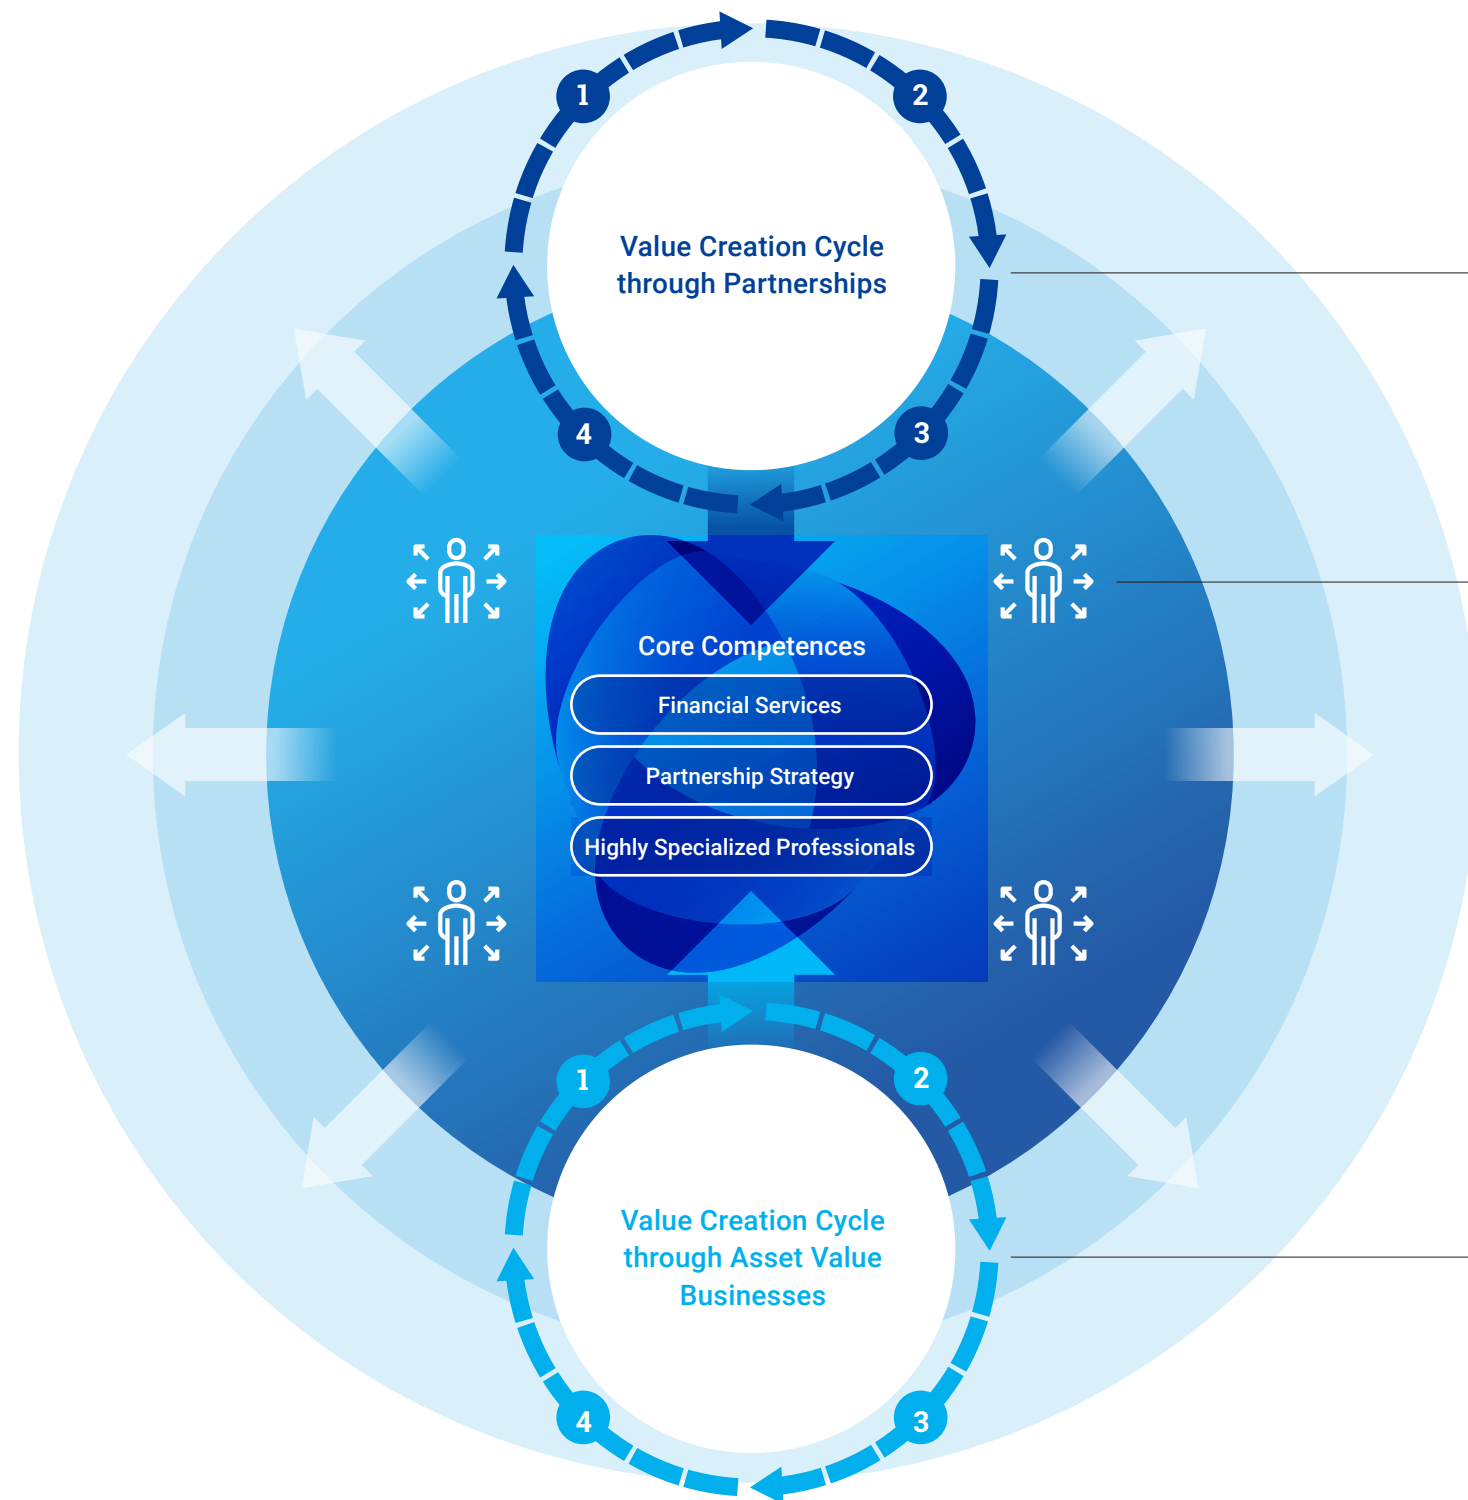 1
2
Value Creation Cycle
through Partnerships
4
3
Core Competences
Financial Services
Partnership Strategy
Highly Specialized Professionals
1
2
Value Creation Cycle
through Asset Value
Businesses
4
3